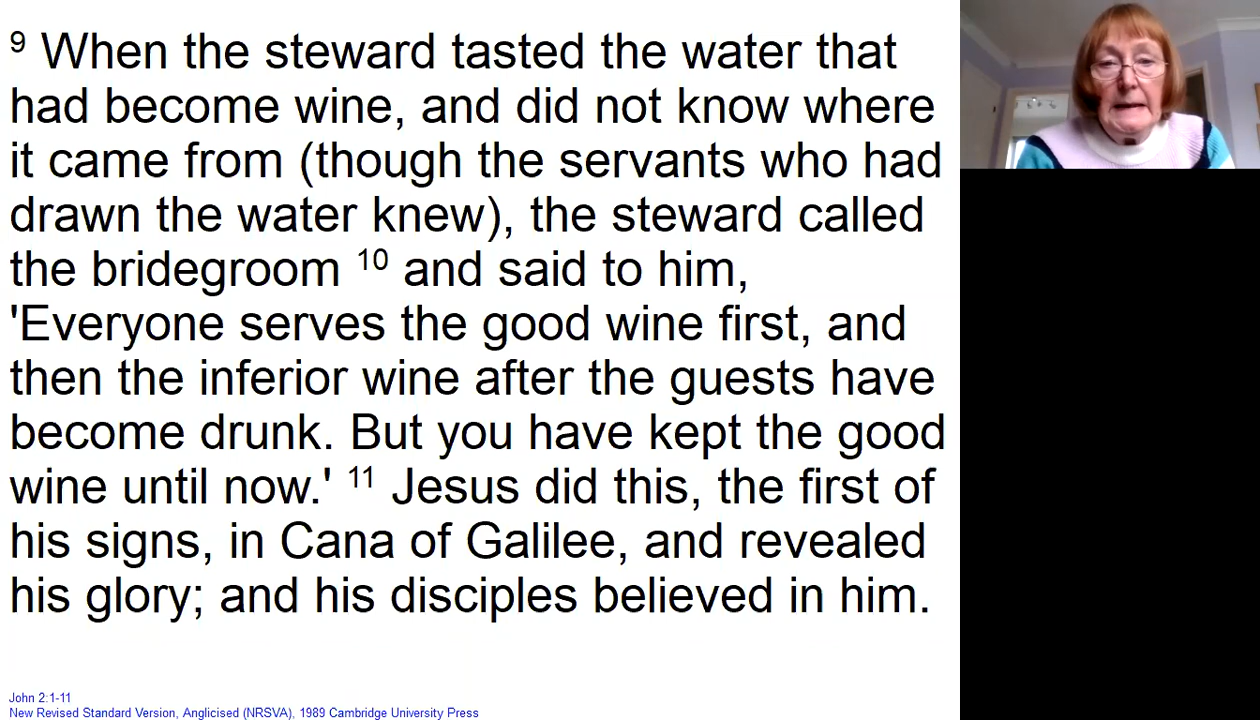 9 When the steward tasted the water that
had become wine, and did not know where
it came from (though the servants who had
drawn the water knew), the steward called
the bridegroom 10 and said to him,
'Everyone serves the good wine first, and
then the inferior wine after the guests have
become drunk. But you have kept the good
wine until now.' 11 Jesus did this, the first of
his signs, in Cana of Galilee, and revealed
his glory; and his disciples believed in him.
John 2:1-11
New Revised Standard Version, Anglicised (NRSVA), 1989 Cambridge University Press